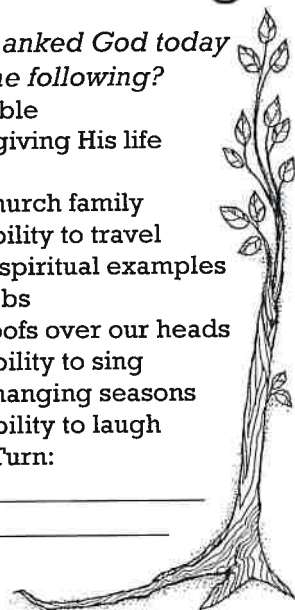 anked God today
e following?
ble
giving His life
hurch family
bility to travel
spiritual examples
bs
oofs over our heads
bility to sing
hanging seasons
bility to laugh
Turn: